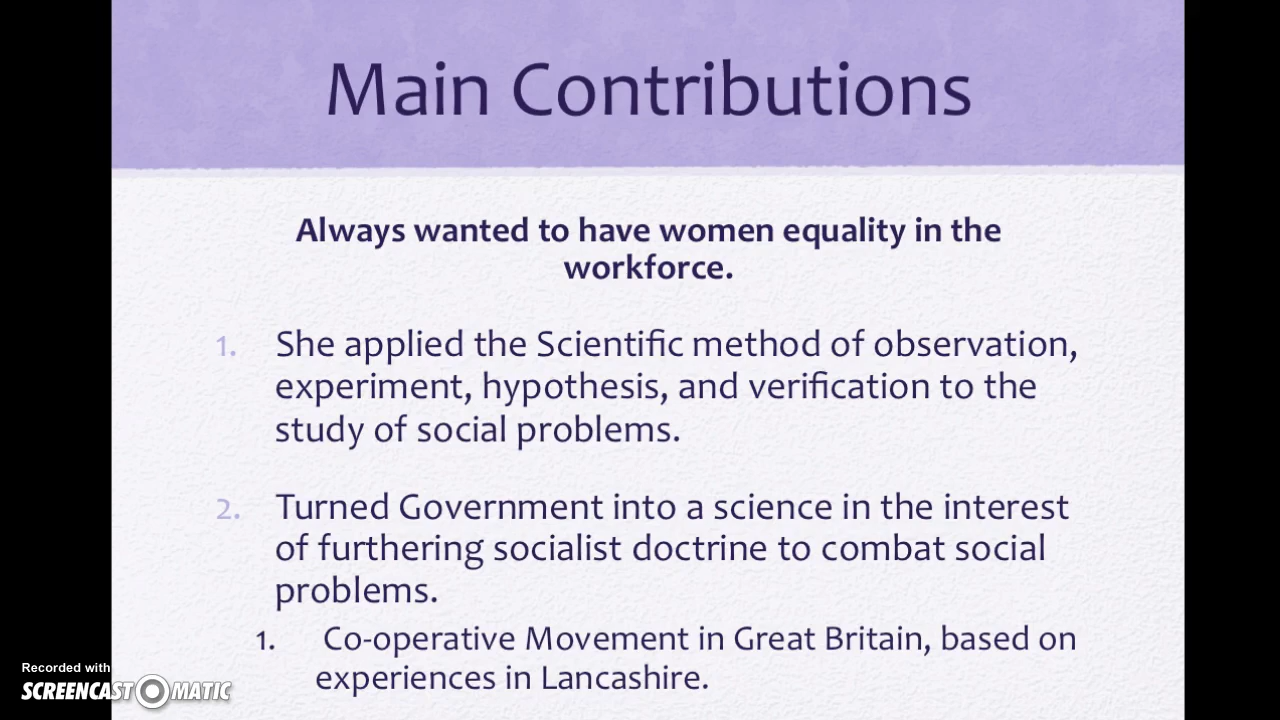 Main Contributions
Always wanted to have women equality in the
workforce.
1. She applied the Scientific method of observation,
experiment, hypothesis, and verification to the
study of social problems.
2. Turned Government into a science in the interest
of furthering socialist doctrine to combat social
problems.
1. Co-operative Movement in Great Britain, based on
experiences in Lancashire.
Recorded with
SCREENCAST-O-MATIC